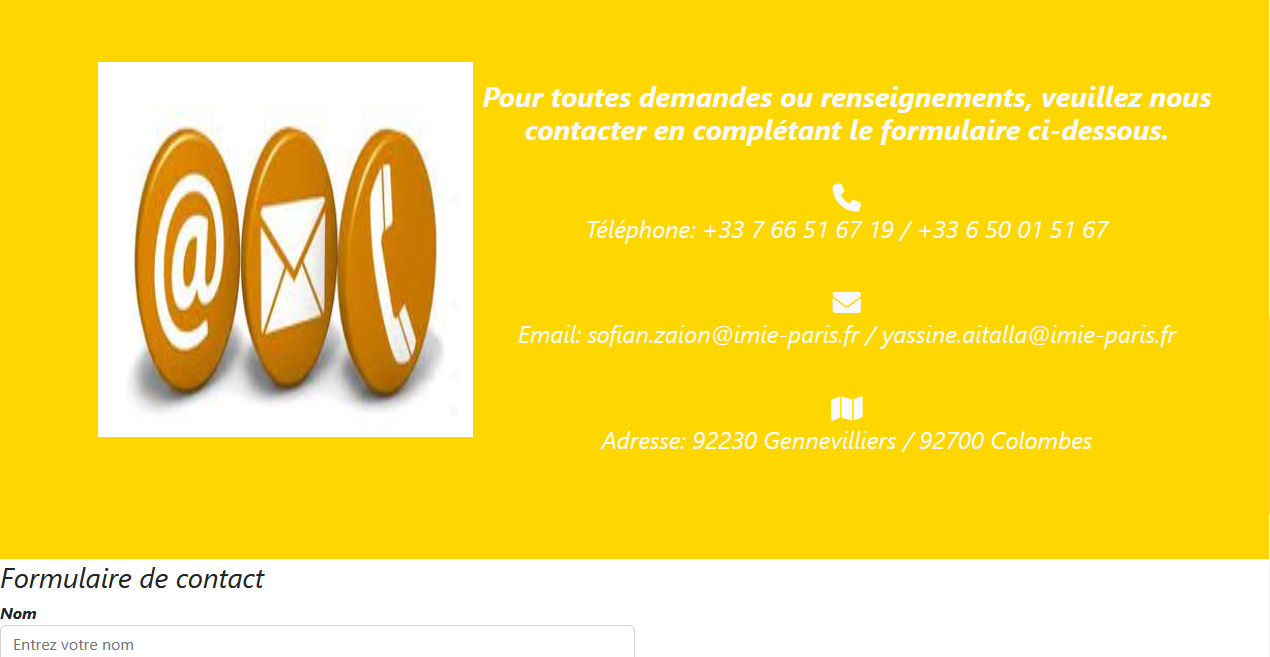 Pour toutes demandes ou renseignements, veuillez nous
contacter en complétant le formulaire ci-dessous.
Téléphone: +33 7 66 51 67 19 / +33 6 50 01 51 67
Email: sofian.zaion@imie-paris.fr / yassine.aitalla@imie-paris.fr
Adresse: 92230 Gennevilliers / 92700 Colombes
Formulaire de contact
Nom
Entrez votre nom